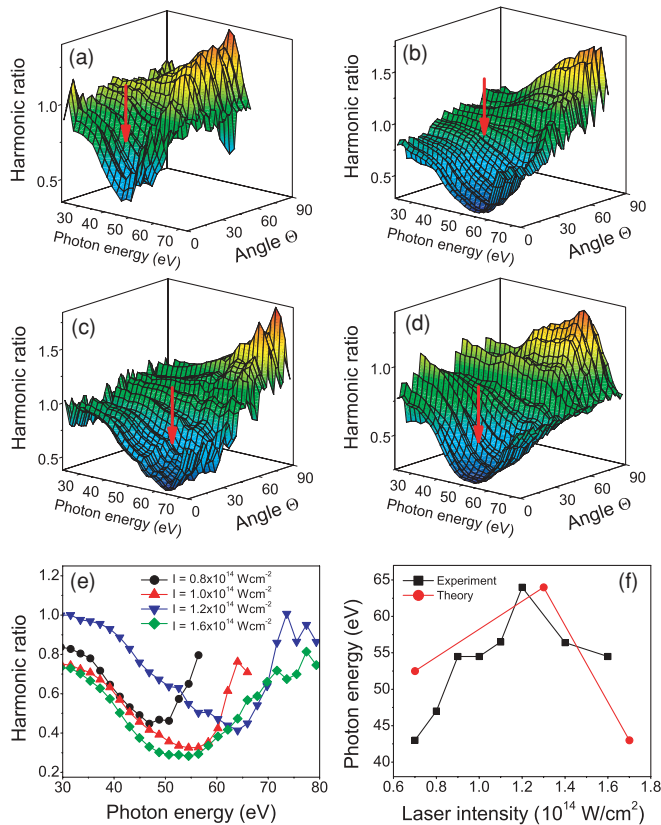 (a)
Harmonic ratio
1.0
0.5
30
40
50
60
70
Photon energy (eV)
0
30
60
90
Angle Θ
(b)
Harmonic ratio
1.5
1.0
0.5
30
40
50
60
70
Photon energy (eV)
0
30
60
90
Angle Θ
(c)
Harmonic ratio
1.5
1.0
0.5
30
40
50
60
70
Photon energy (eV)
0
30
60
90
Angle Θ
(d)
Harmonic ratio
1.5
1.0
0.5
30
40
50
60
70
Photon energy (eV)
0
30
60
90
Angle Θ
(e)
I = 0.8x10¹⁴ Wcm⁻²
I = 1.0x10¹⁴ Wcm⁻²
I = 1.2x10¹⁴ Wcm⁻²
I = 1.6x10¹⁴ Wcm⁻²
Harmonic ratio
1.2
1.0
0.8
0.6
0.4
0.2
30 40 50 60 70 80
Photon energy (eV)
(f)
Experiment
Theory
Photon energy (eV)
65
61
55
49
43
0.6 0.8 1.0 1.2 1.4 1.6 1.8
Laser intensity (10¹⁴ W/cm²)